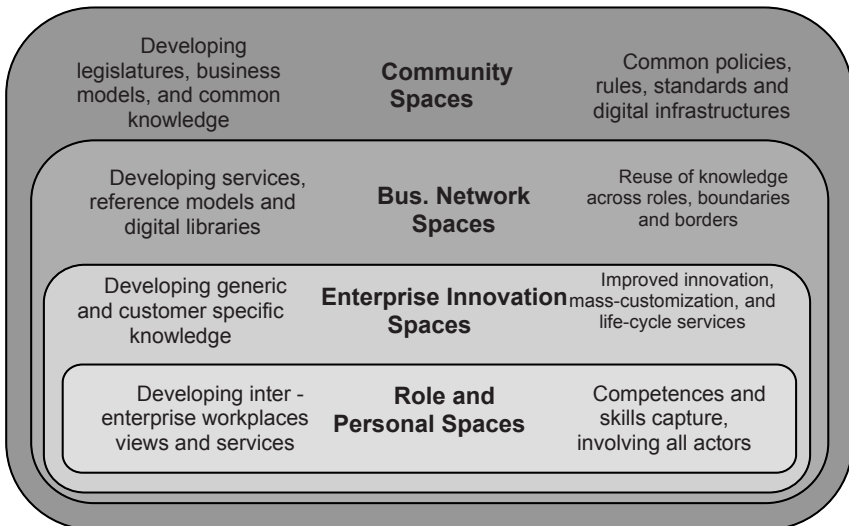 Developing
legislatures, business
models, and common
knowledge
Community
Spaces
Common policies,
rules, standards and
digital infrastructures
Developing services,
reference models and
digital libraries
Bus. Network
Spaces
Reuse of knowledge
across roles, boundaries
and borders
Developing generic
and customer specific
knowledge
Enterprise Innovation
Spaces
Improved innovation,
mass-customization, and
life-cycle services
Developing inter -
enterprise workplaces
views and services
Role and
Personal Spaces
Competences and
skills capture,
involving all actors